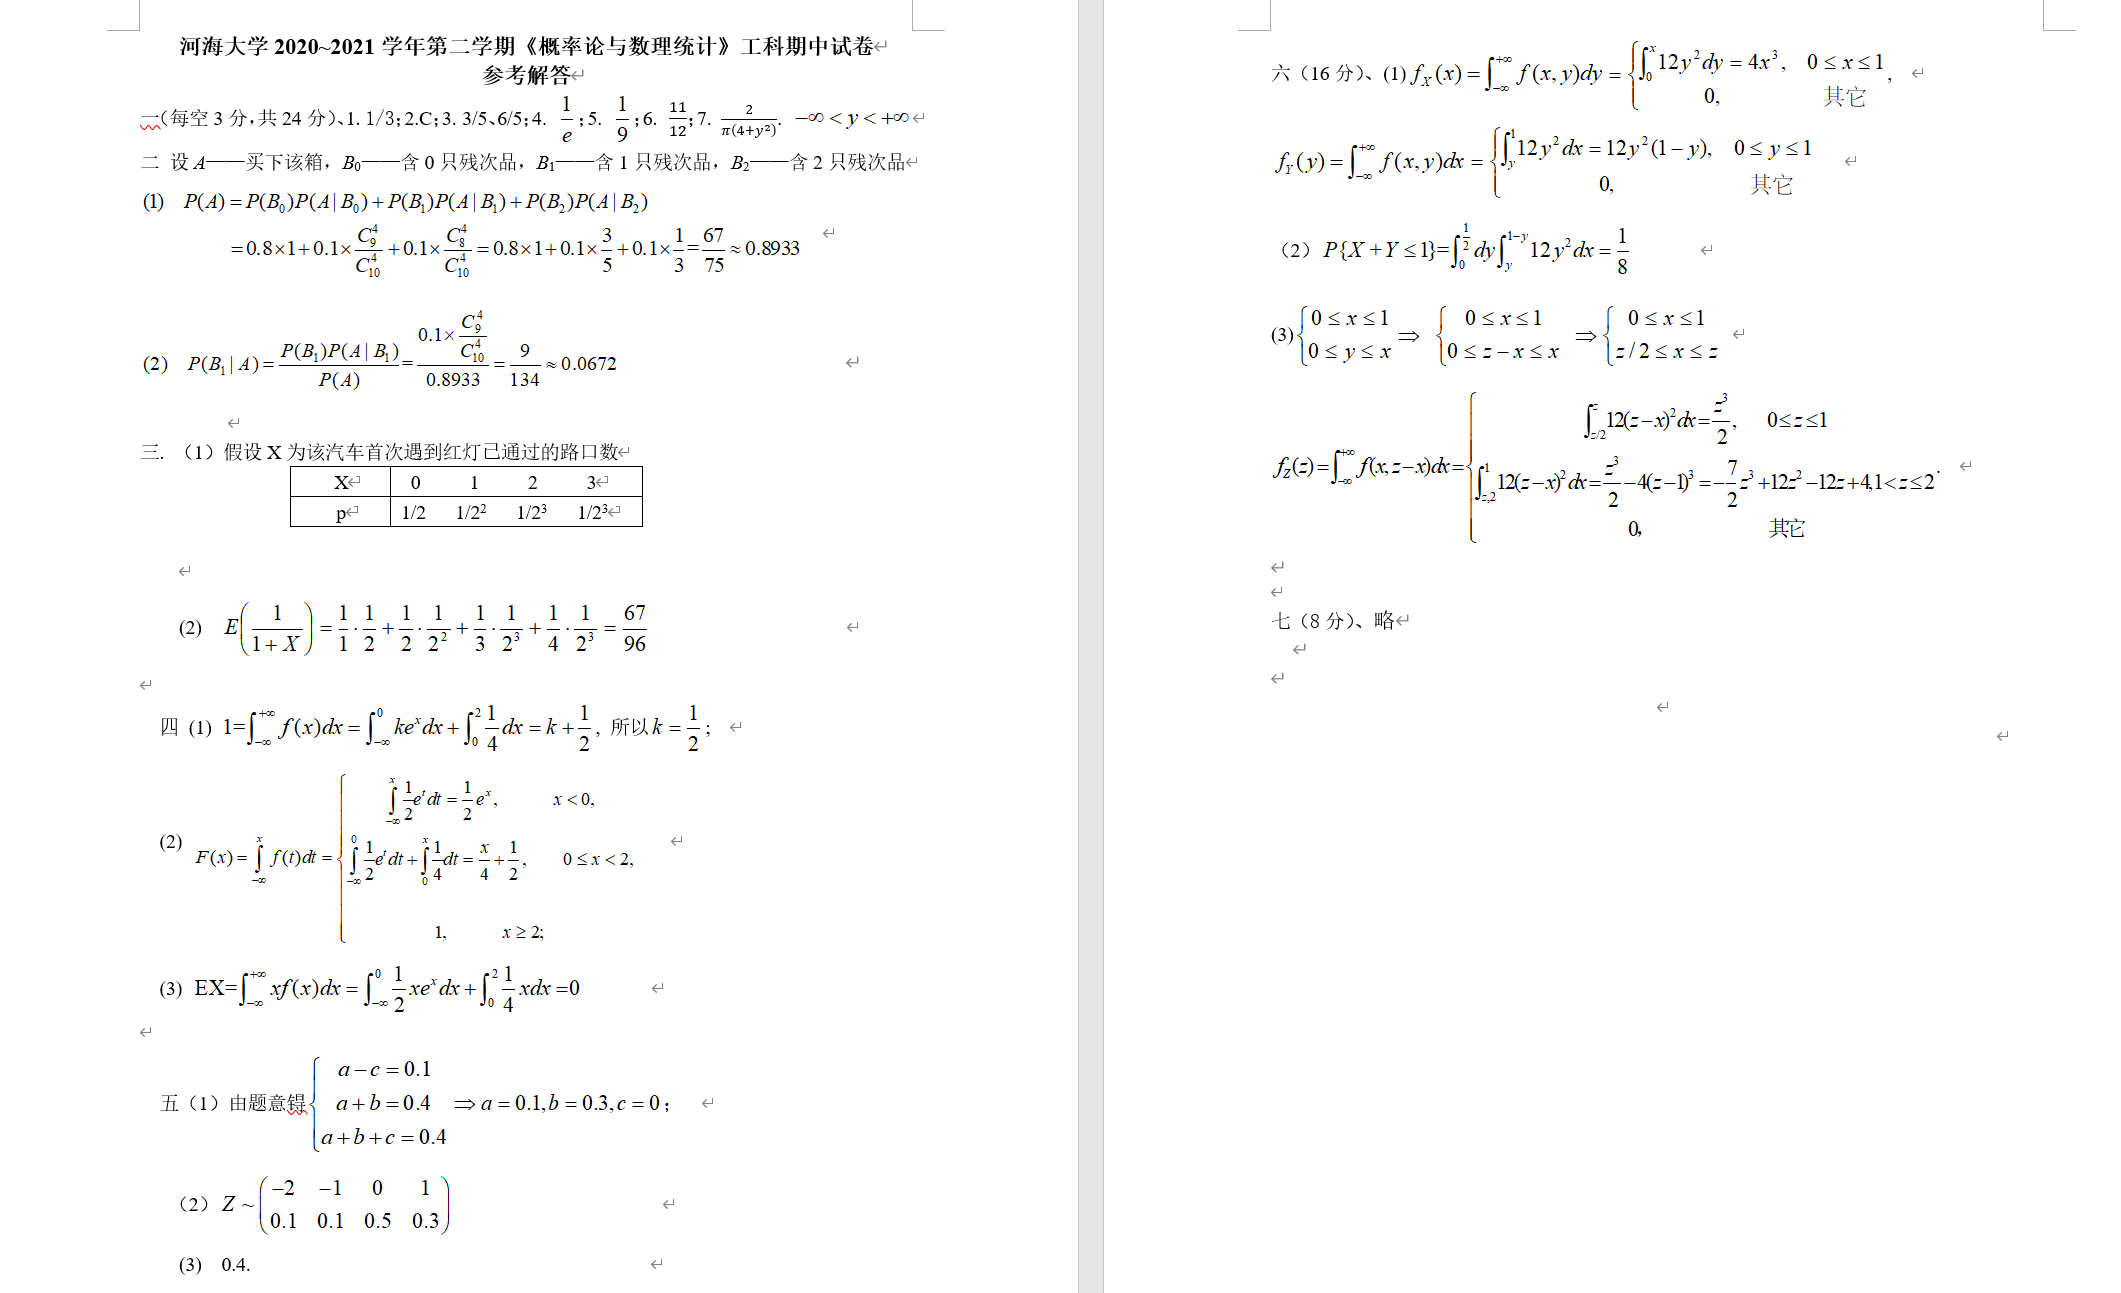 河海大学 2020~2021 学年第二学期《概率论与数理统计》工科期中试卷
参考解答
一(每空 3 分,共 24 分)、1. 1/3; 2.C; 3. 3/5、6/5; 4. 1/e ; 5. 1/9 ; 6. 11/12 ; 7. 2/(π(4+y²)). −∞ < y < +∞
二 设 A——买下该箱，B₀——含 0 只残次品，B₁——含 1 只残次品，B₂——含 2 只残次品
(1) P(A) = P(B₀)P(A | B₀) + P(B₁)P(A | B₁) + P(B₂)P(A | B₂)
= 0.8×1 + 0.1× C₉⁴/C₁₀⁴ + 0.1× C₈⁴/C₁₀⁴ = 0.8×1 + 0.1× 3/5 + 0.1× 1/3 = 67/75 ≈ 0.8933
(2) P(B₁ | A) = P(B₁)P(A | B₁)/P(A) = (0.1× C₉⁴/C₁₀⁴)/0.8933 = 9/134 ≈ 0.0672
三. （1）假设 X 为该汽车首次遇到红灯已通过的路口数
X 0 1 2 3
p 1/2 1/2² 1/2³ 1/2³
(2) E(1/(1+X)) = 1/1 · 1/2 + 1/2 · 1/2² + 1/3 · 1/2³ + 1/4 · 1/2³ = 67/96
四 (1) 1=∫_{−∞}^{+∞} f(x)dx = ∫_{−∞}^{0} keˣdx + ∫_{0}^{2} 1/4 dx = k + 1/2 , 所以 k = 1/2 ;
(2) F(x) = ∫_{−∞}^{x} f(t)dt = { ∫_{−∞}^{x} 1/2 eᵗdt = 1/2 eˣ, x < 0,
∫_{−∞}^{0} 1/2 eᵗdt + ∫_{0}^{x} 1/4 dt = x/4 + 1/2, 0 ≤ x < 2,
1, x ≥ 2;
(3) EX=∫_{−∞}^{+∞} xf(x)dx = ∫_{−∞}^{0} 1/2 xeˣdx + ∫_{0}^{2} 1/4 xdx =0
五（1）由题意锝 { a − c = 0.1
a + b = 0.4 ⇒ a = 0.1, b = 0.3, c = 0 ;
a + b + c = 0.4
（2）Z ~ ( −2 −1 0 1
0.1 0.1 0.5 0.3 )
(3) 0.4.
六（16 分）、(1) f_X(x) = ∫_{−∞}^{+∞} f(x, y)dy = { ∫_{0}^{x} 12y²dy = 4x³, 0 ≤ x ≤ 1 ,
0, 其它
f_Y(y) = ∫_{−∞}^{+∞} f(x, y)dx = { ∫_{y}^{1} 12y²dx = 12y²(1 − y), 0 ≤ y ≤ 1
0, 其它
（2）P{X + Y ≤ 1}=∫_{0}^{1/2} dy∫_{y}^{1−y} 12y²dx = 1/8
(3) { 0 ≤ x ≤ 1 ⇒ { 0 ≤ x ≤ 1 ⇒ { 0 ≤ x ≤ 1
0 ≤ y ≤ x 0 ≤ z − x ≤ x z / 2 ≤ x ≤ z
f_Z(z) = ∫_{−∞}^{+∞} f(x, z−x)dx = { ∫_{z/2}^{z} 12(z−x)²dx = z³/2, 0≤z≤1
∫_{z,2}^{1} 12(z−x)²dx = z³/2 −4(z−1)³ = −7/2 z³ +12z² −12z+4, 1<z≤2 .
0, 其它
七（8 分）、略